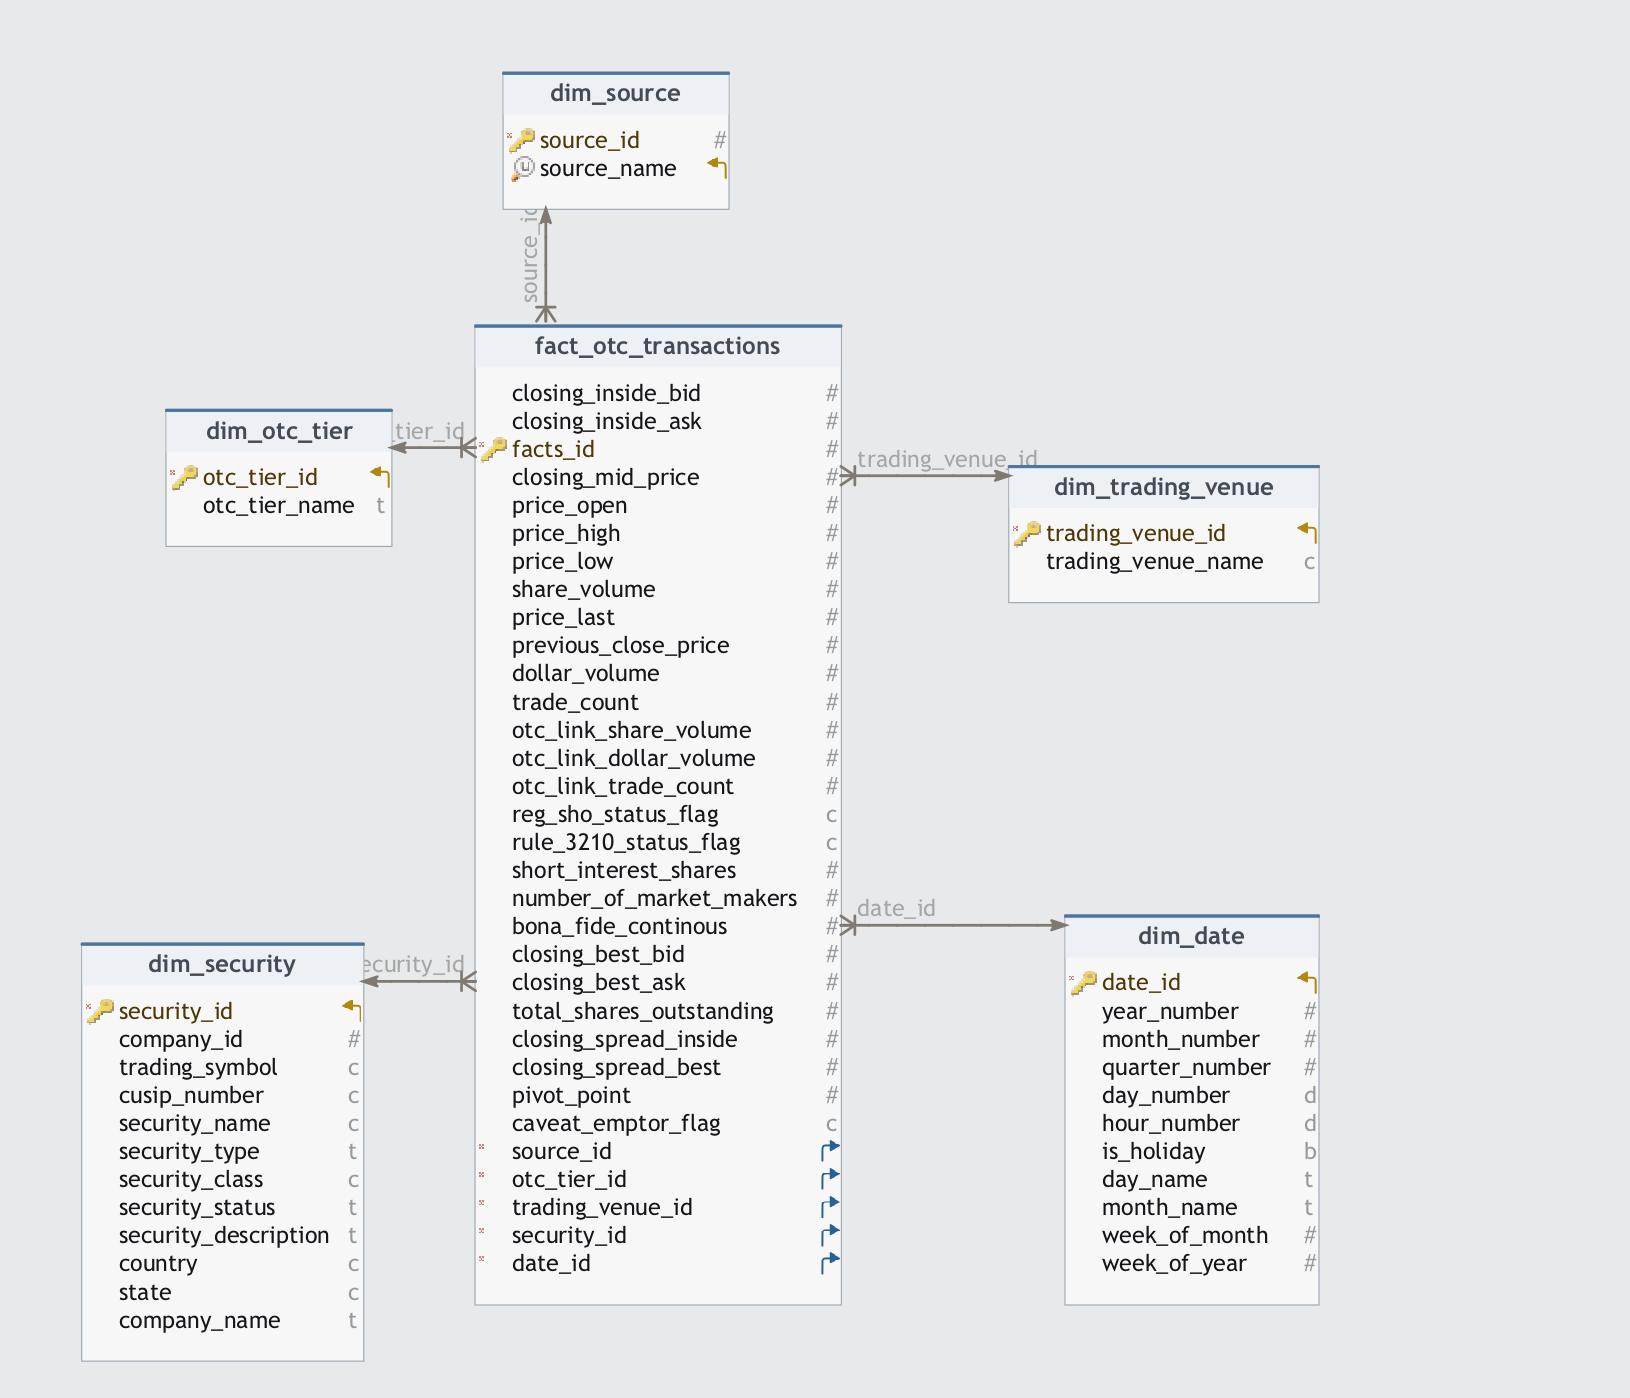 dim_source
source_id #
source_name
source_id
fact_otc_transactions
closing_inside_bid #
closing_inside_ask #
facts_id #
closing_mid_price #
price_open #
price_high #
price_low #
share_volume #
price_last #
previous_close_price #
dollar_volume #
trade_count #
otc_link_share_volume #
otc_link_dollar_volume #
otc_link_trade_count #
reg_sho_status_flag c
rule_3210_status_flag c
short_interest_shares #
number_of_market_makers #
bona_fide_continous #
closing_best_bid #
closing_best_ask #
total_shares_outstanding #
closing_spread_inside #
closing_spread_best #
pivot_point #
caveat_emptor_flag c
source_id
otc_tier_id
trading_venue_id
security_id
date_id
dim_otc_tier
otc_tier_id
otc_tier_name t
_tier_id
trading_venue_id
dim_trading_venue
trading_venue_id
trading_venue_name c
dim_security
security_id
company_id #
trading_symbol c
cusip_number c
security_name c
security_type t
security_class c
security_status t
security_description t
country c
state c
company_name t
ecurity_id
date_id
dim_date
date_id
year_number #
month_number #
quarter_number #
day_number d
hour_number d
is_holiday b
day_name t
month_name t
week_of_month #
week_of_year #